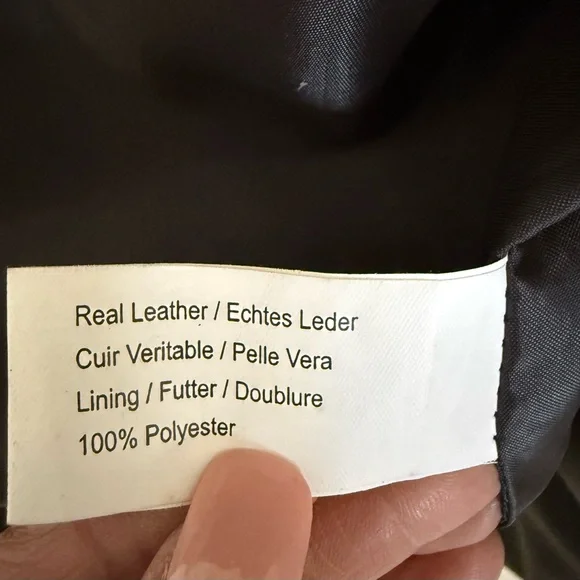 Real Leather / Echtes Leder
Cuir Veritable / Pelle Vera
Lining / Futter / Doublure
100% Polyester